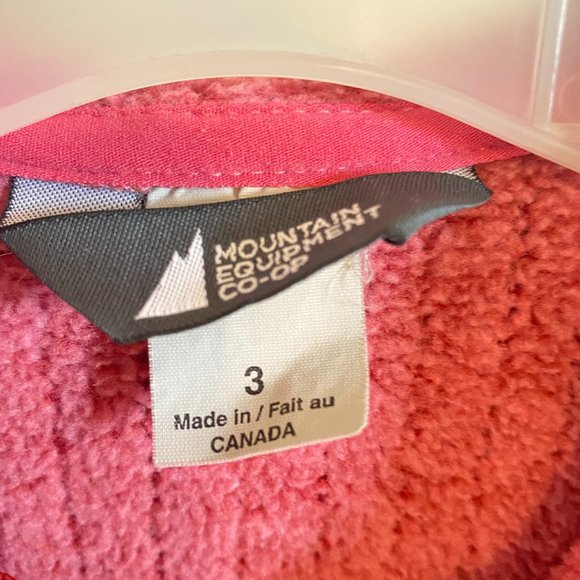 MOUNTAIN
EQUIPMENT
CO-OP
3
Made in / Fait au
CANADA